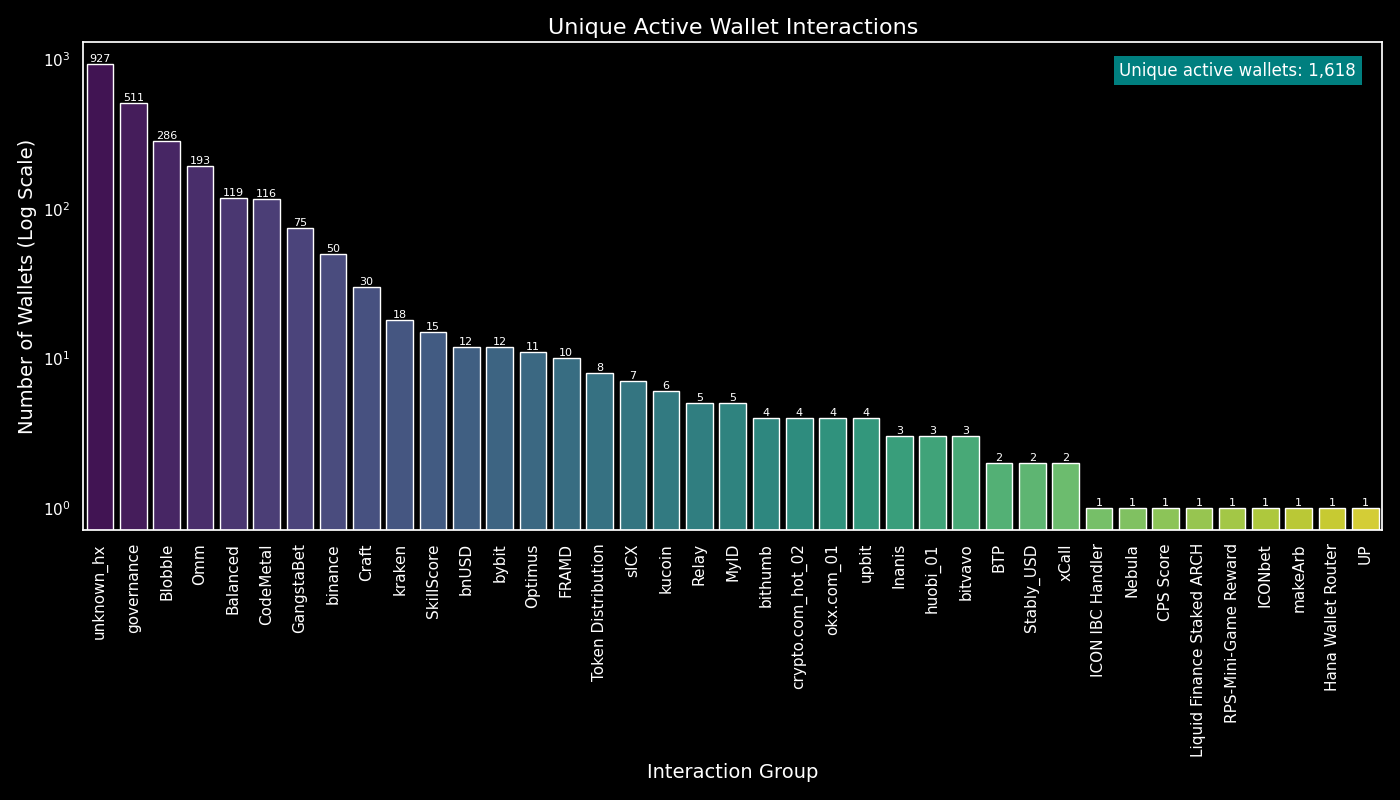 Unique Active Wallet Interactions
Unique active wallets: 1,618
Number of Wallets (Log Scale)
10³
10²
10¹
10⁰
927
511
286
193
119
116
75
50
30
18
15
12
12
11
10
8
7
6
5
5
4
4
4
4
3
3
3
2
2
2
1
1
1
1
1
1
1
1
1
unknown_hx
governance
Blobble
Omm
Balanced
CodeMetal
GangstaBet
binance
Craft
kraken
SkillScore
bnUSD
bybit
Optimus
FRAMD
Token Distribution
sICX
kucoin
Relay
MyID
bithumb
crypto.com_hot_02
okx.com_01
upbit
Inanis
huobi_01
bitvavo
BTP
Stably_USD
xCall
ICON IBC Handler
Nebula
CPS Score
Liquid Finance Staked ARCH
RPS-Mini-Game Reward
ICONbet
makeArb
Hana Wallet Router
UP
Interaction Group